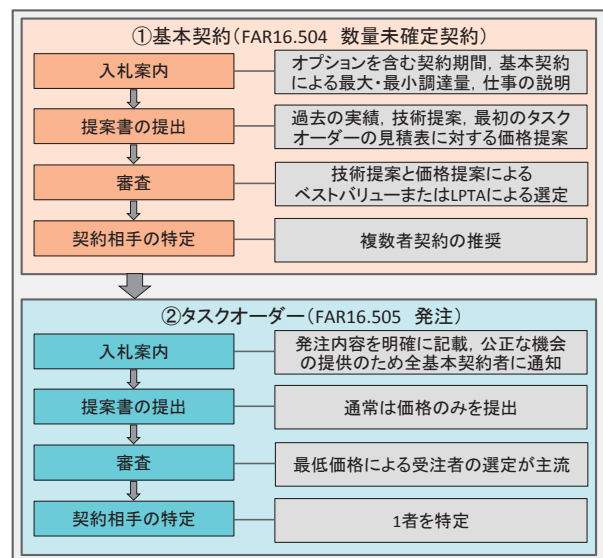 ①基本契約(FAR16.504 数量未確定契約)
入札案内
オプションを含む契約期間，基本契約
による最大・最小調達量，仕事の説明
提案書の提出
過去の実績，技術提案，最初のタスク
オーダーの見積表に対する価格提案
審査
技術提案と価格提案による
ベストバリューまたはLPTAによる選定
契約相手の特定
複数者契約の推奨
②タスクオーダー(FAR16.505 発注)
入札案内
発注内容を明確に記載，公正な機会
の提供のため全基本契約者に通知
提案書の提出
通常は価格のみを提出
審査
最低価格による受注者の選定が主流
契約相手の特定
1者を特定